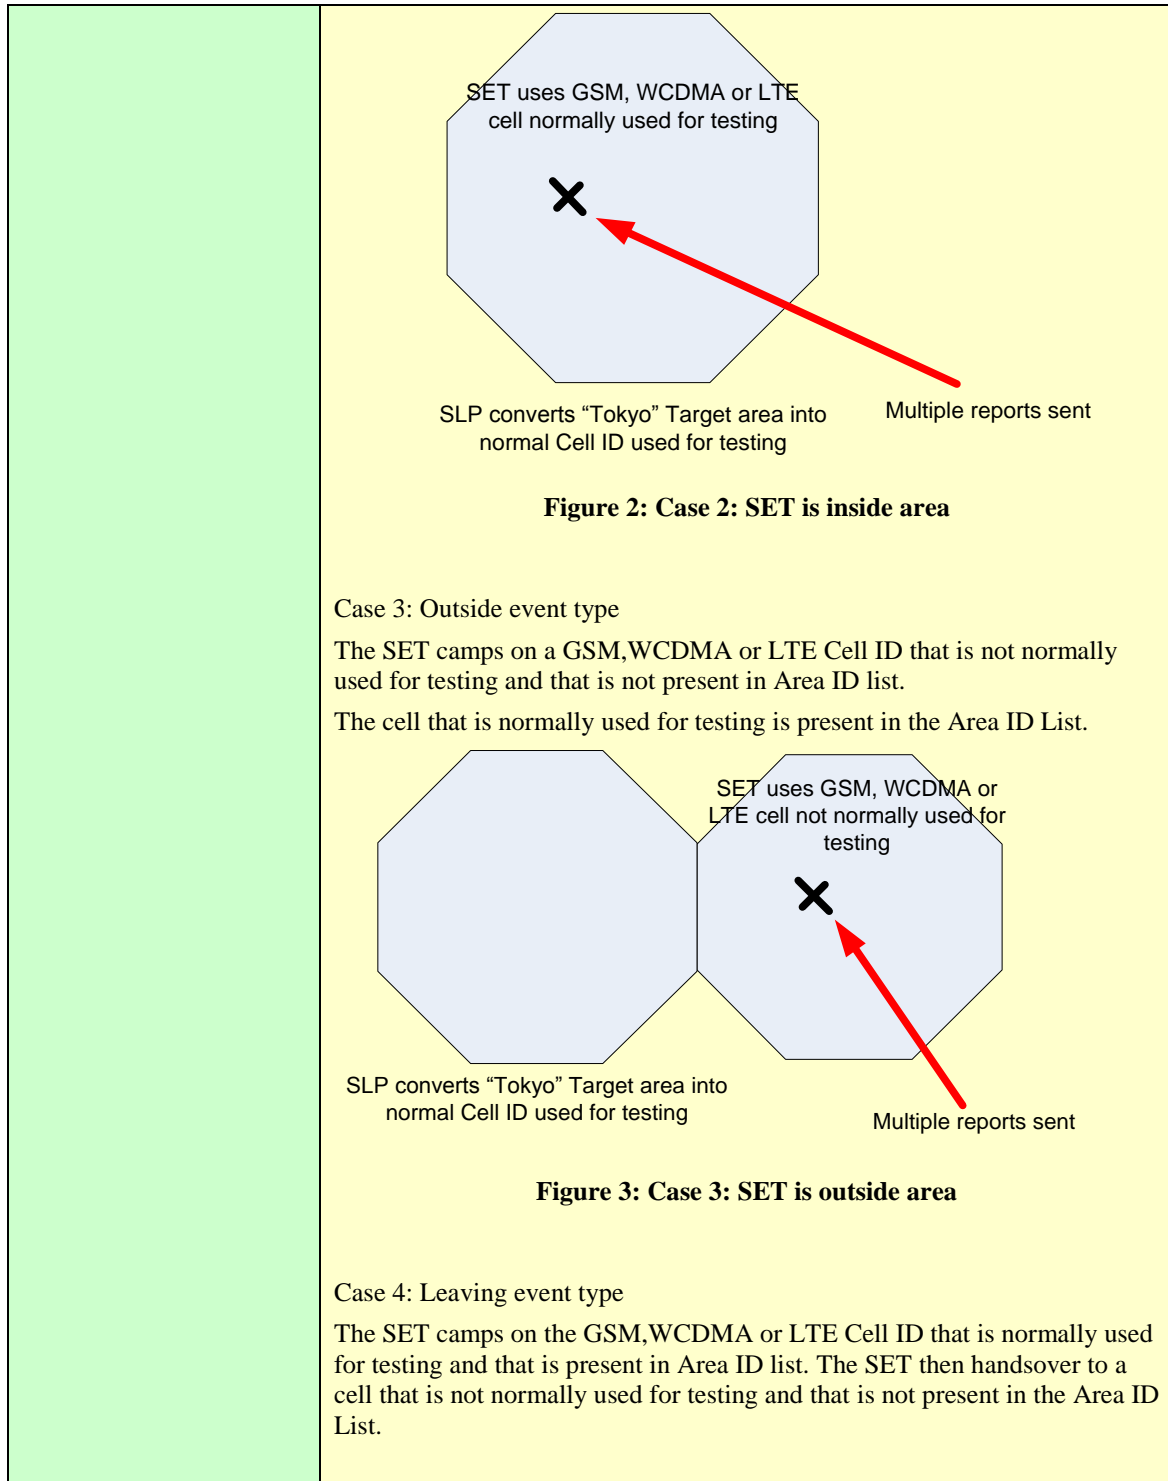 SET uses GSM, WCDMA or LTE
cell normally used for testing
SLP converts “Tokyo” Target area into
normal Cell ID used for testing
Multiple reports sent
Figure 2: Case 2: SET is inside area
Case 3: Outside event type
The SET camps on a GSM,WCDMA or LTE Cell ID that is not normally
used for testing and that is not present in Area ID list.
The cell that is normally used for testing is present in the Area ID List.
SET uses GSM, WCDMA or
LTE cell not normally used for
testing
SLP converts “Tokyo” Target area into
normal Cell ID used for testing
Multiple reports sent
Figure 3: Case 3: SET is outside area
Case 4: Leaving event type
The SET camps on the GSM,WCDMA or LTE Cell ID that is normally used
for testing and that is present in Area ID list. The SET then handsover to a
cell that is not normally used for testing and that is not present in the Area ID
List.